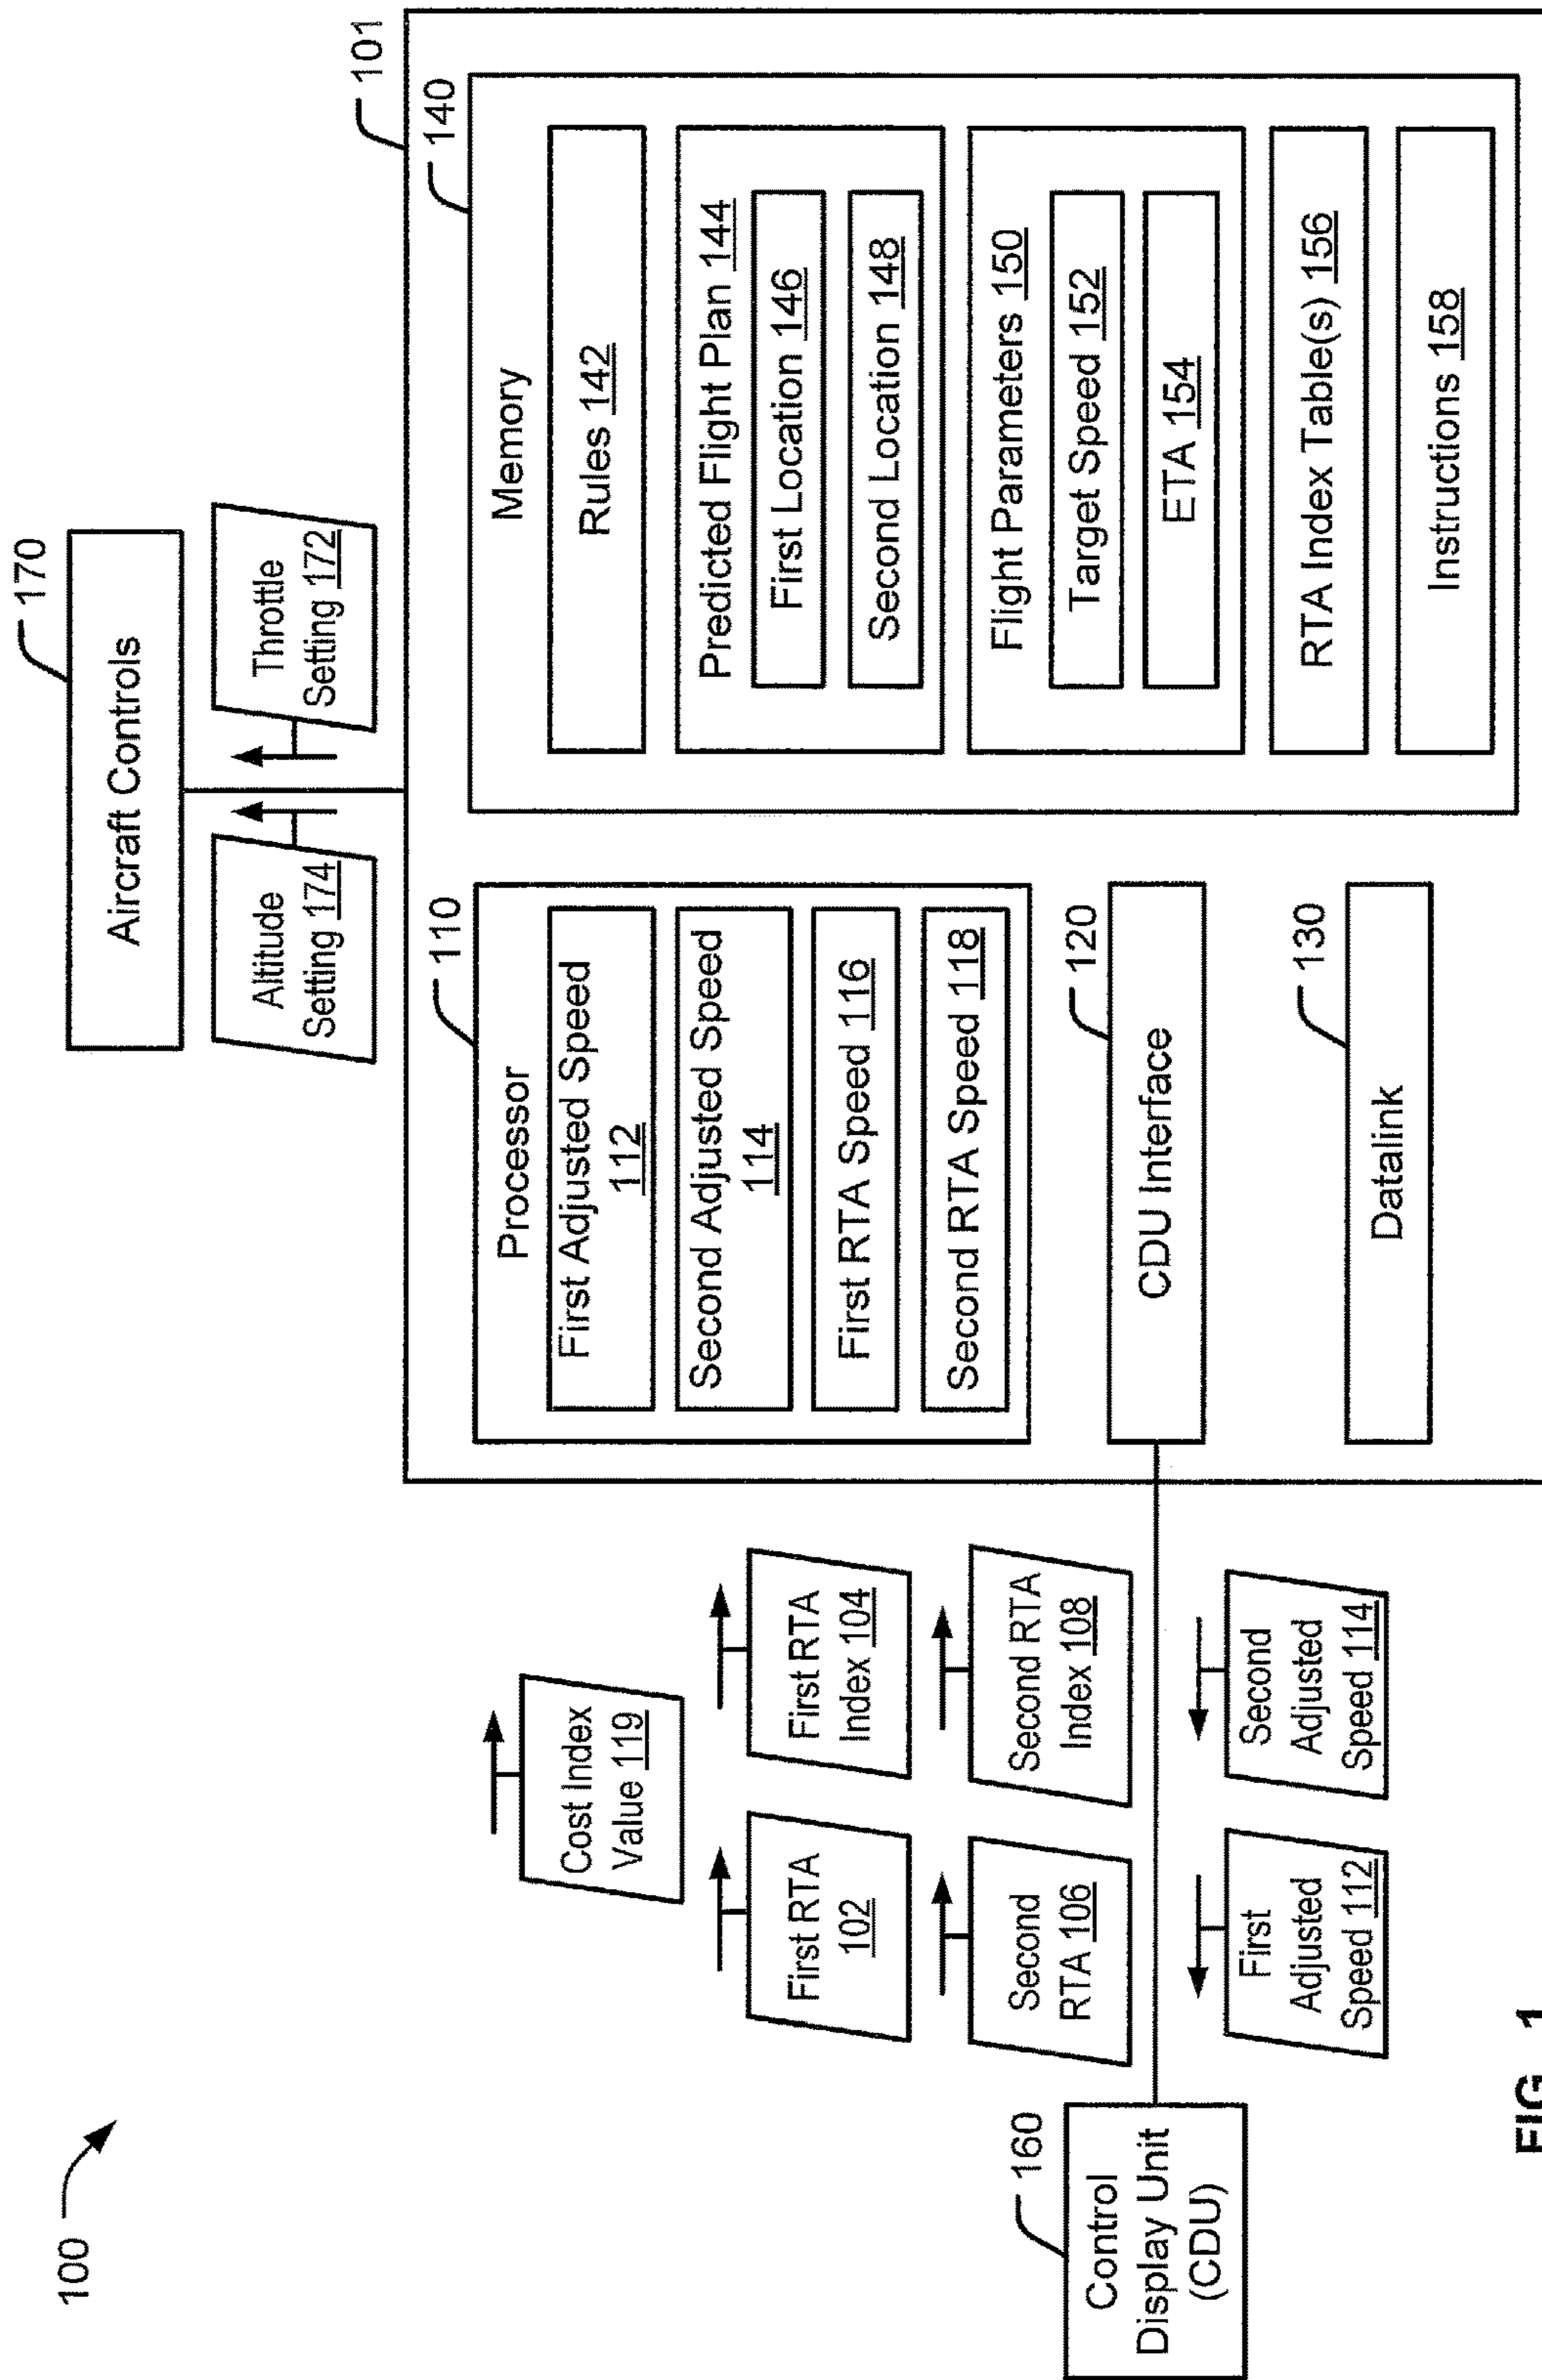 100
170
Aircraft Controls
Altitude
Setting 174
Throttle
Setting 172
101
110
Processor
First Adjusted Speed
112
Second Adjusted Speed
114
First RTA Speed 116
Second RTA Speed 118
120
CDU Interface
130
Datalink
140
Memory
Rules 142
Predicted Flight Plan 144
First Location 146
Second Location 148
Flight Parameters 150
Target Speed 152
ETA 154
RTA Index Table(s) 156
Instructions 158
Cost Index
Value 119
First RTA
102
First RTA
Index 104
Second
RTA 106
Second RTA
Index 108
First
Adjusted
Speed 112
Second
Adjusted
Speed 114
160
Control
Display Unit
(CDU)
FIG. 1